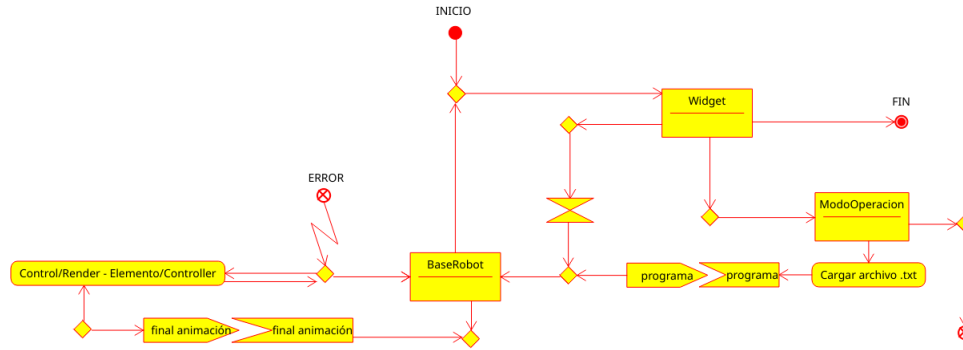 INICIO
Widget
FIN
ERROR
ModoOperacion
BaseRobot
Control/Render - Elemento/Controller
programa
programa
Cargar archivo .txt
final animación
final animación